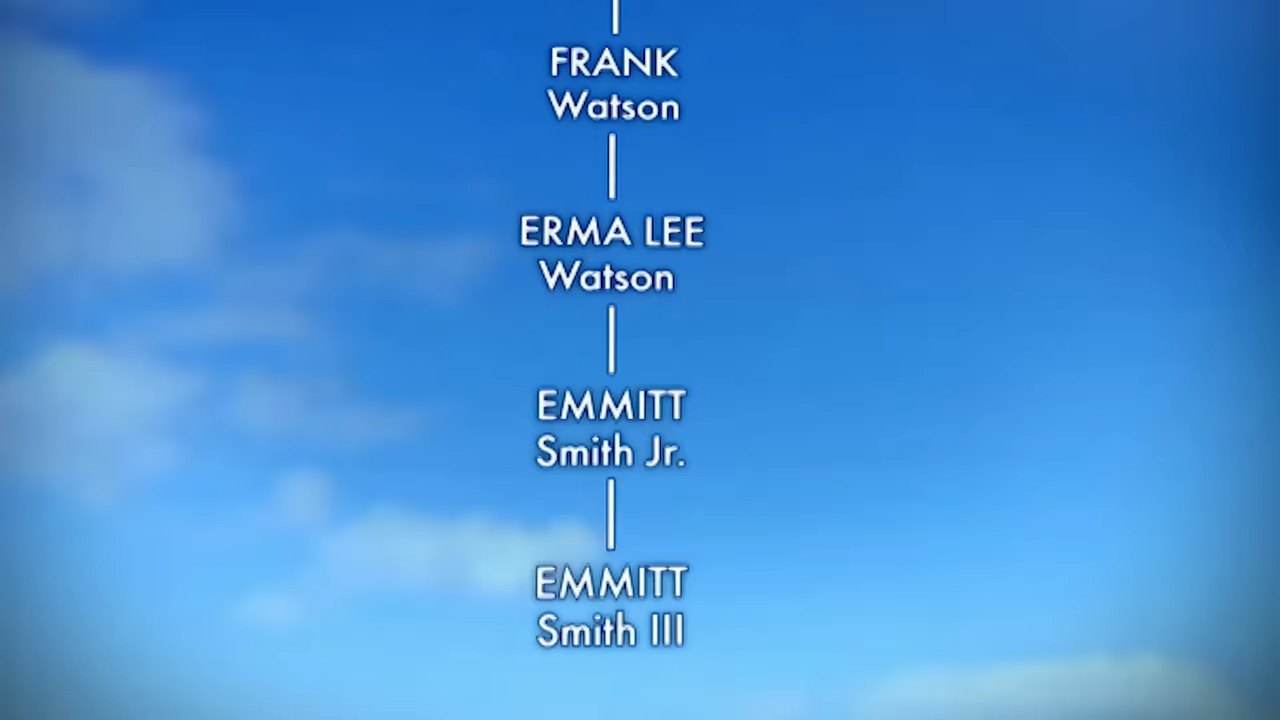 FRANK
Watson
ERMA LEE
Watson
EMMITT
Smith Jr.
EMMITT
Smith III